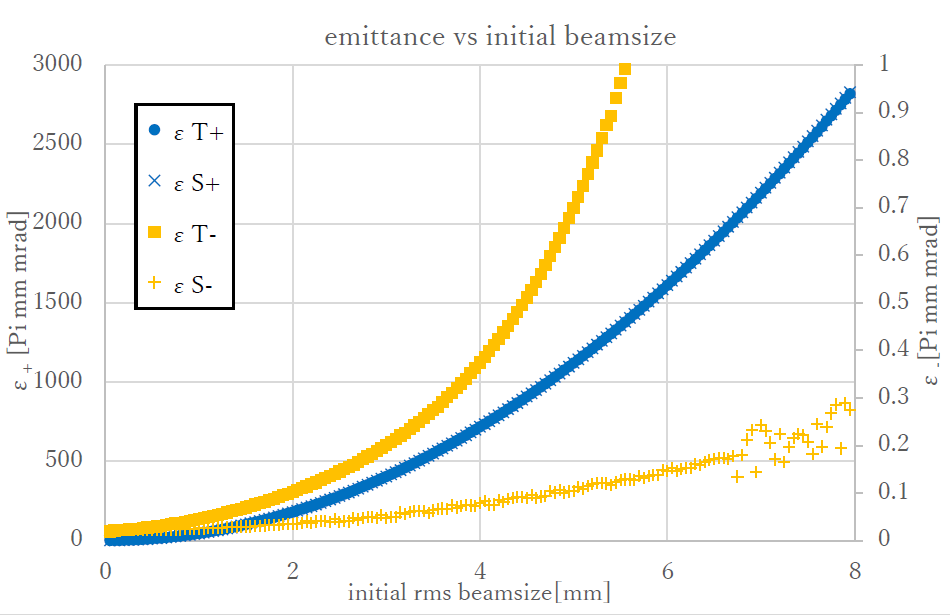 emittance vs initial beamsize
3000
2500
2000
1500
1000
500
0
ε + [Pi mm mrad]
ε T+
ε S+
ε T-
ε S-
1
0.9
0.8
0.7
0.6
0.5
0.4
0.3
0.2
0.1
0
ε -[Pi mm mrad]
0 2 4 6 8
initial rms beamsize[mm]